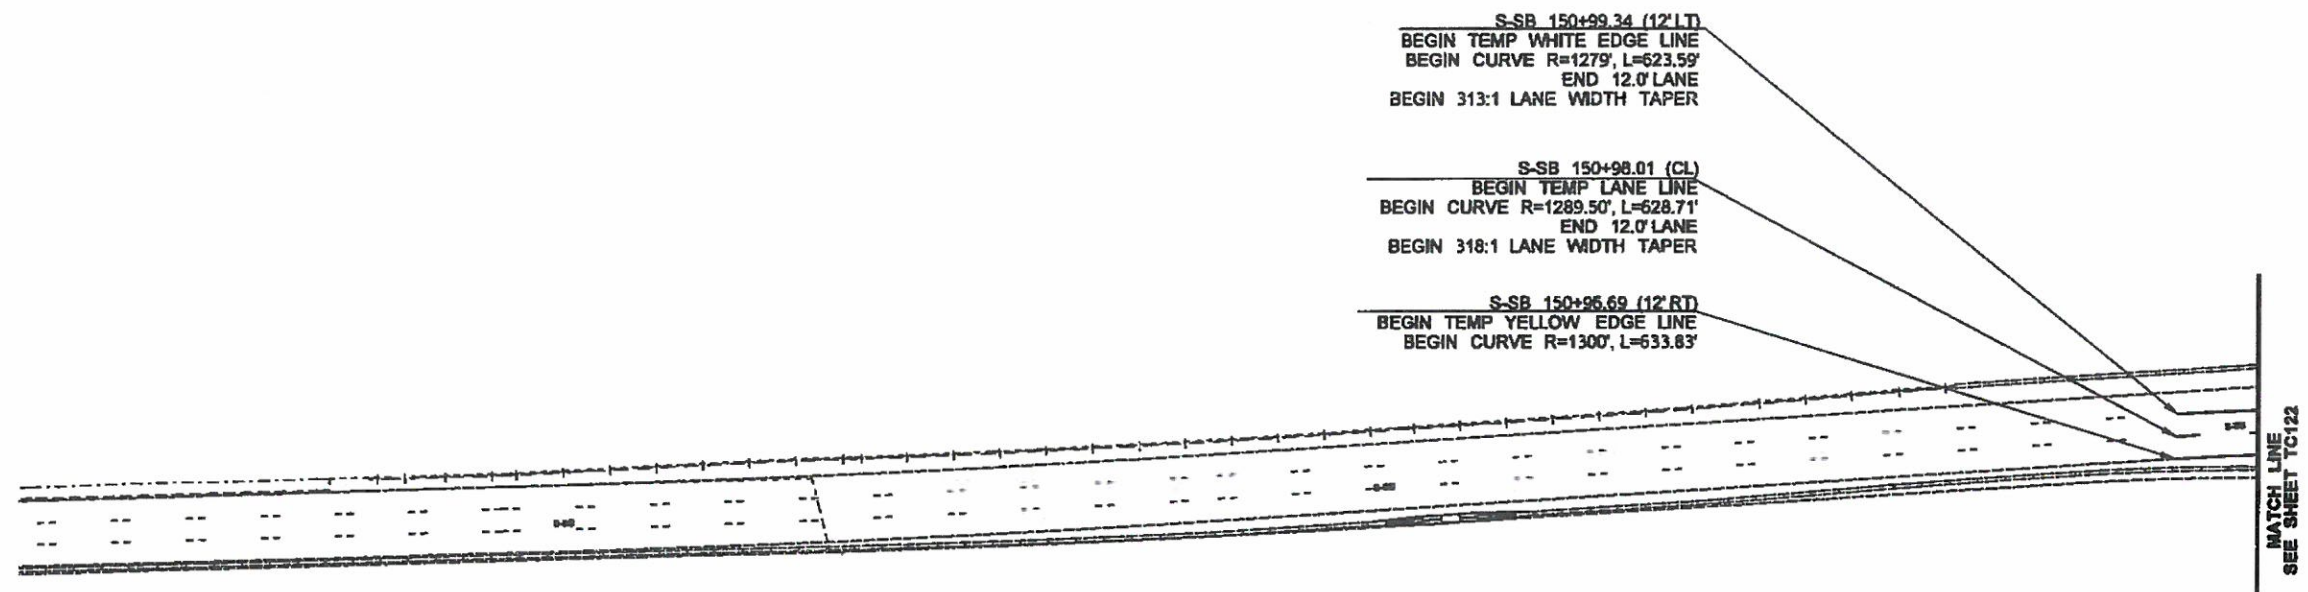 S-SB 150+99.34 (12'LT)
BEGIN TEMP WHITE EDGE LINE
BEGIN CURVE R=1279', L=623.59'
END 12.0' LANE
BEGIN 313:1 LANE WIDTH TAPER
S-SB 150+98.01 (CL)
BEGIN TEMP LANE LINE
BEGIN CURVE R=1289.50', L=628.71'
END 12.0' LANE
BEGIN 318:1 LANE WIDTH TAPER
S-SB 150+96.69 (12'RT)
BEGIN TEMP YELLOW EDGE LINE
BEGIN CURVE R=1300', L=633.83'
MATCH LINE
SEE SHEET TC122